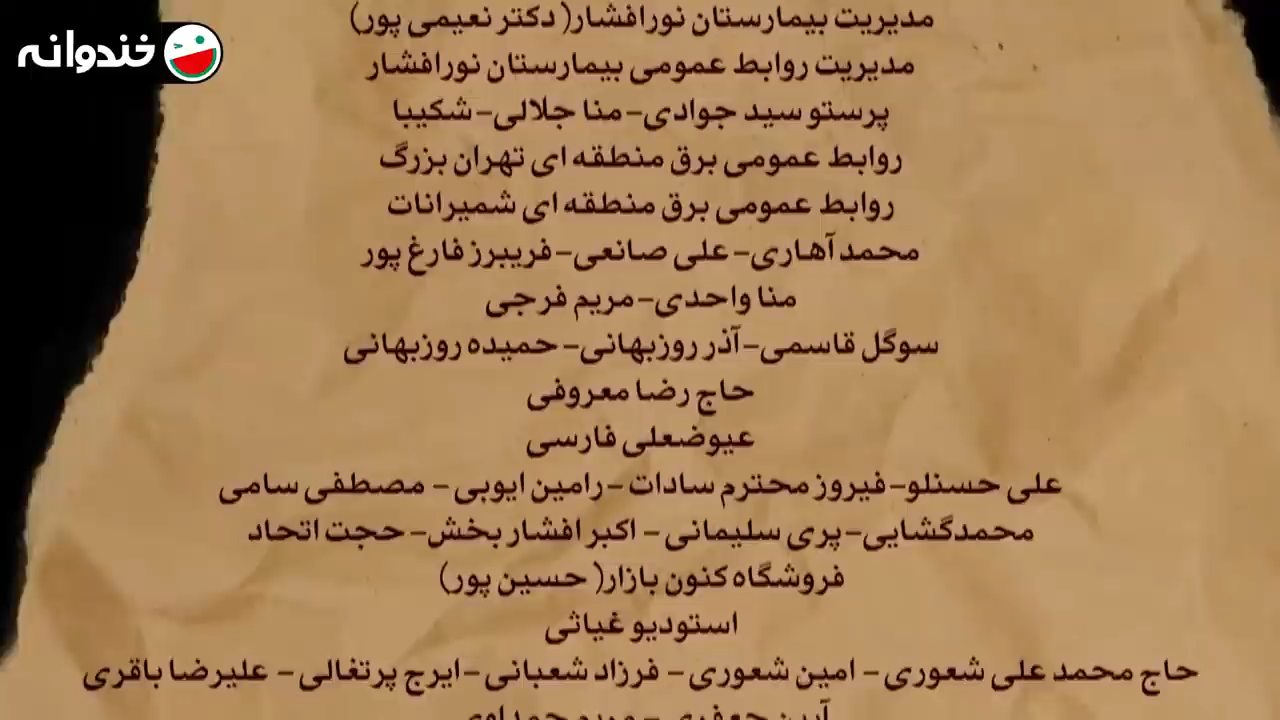 خندوانه
مدیریت بیمارستان نورافشار( دکتر نعیمی پور)
مدیریت روابط عمومی بیمارستان نورافشار
پرستو سید جوادی-منا جلالی-شکیبا
روابط عمومی برق منطقه ای تهران بزرگ
روابط عمومی برق منطقه ای شمیرانات
محمدآهاری- علی صانعی-فریبرز فارغ پور
منا واحدی-مریم فرجی
سوگل قاسمی-آذر روزبهانی- حمیده روزبهانی
حاج رضا معروفی
عیوضعلی فارسی
علی حسنلو-فیروز محترم سادات -رامین ایوبی - مصطفی سامی
محمدگشایی-پری سلیمانی - اکبر افشار بخش- حجت اتحاد
فروشگاه کنون بازار( حسین پور)
استودیو غیاثی
حاج محمد علی شعوری - امین شعوری - فرزاد شعبانی -ایرج پرتغالی - علیرضا باقری